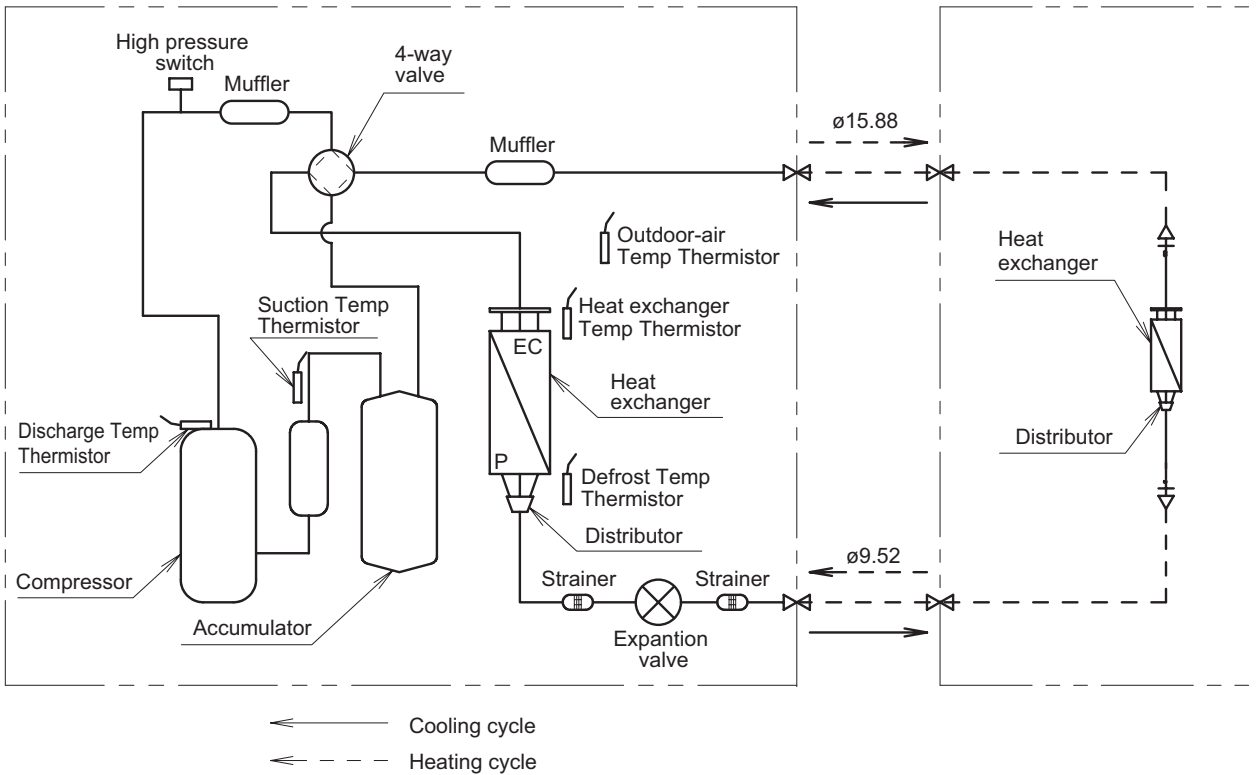 High pressure
switch
Muffler
4-way
valve
Muffler
ø15.88
Outdoor-air
Temp Thermistor
Heat
exchanger
Suction Temp
Thermistor
Heat exchanger
Temp Thermistor
EC
Heat
exchanger
Discharge Temp
Thermistor
Distributor
P
Defrost Temp
Thermistor
Distributor
ø9.52
Compressor
Strainer
Strainer
Accumulator
Expantion
valve
Cooling cycle
Heating cycle